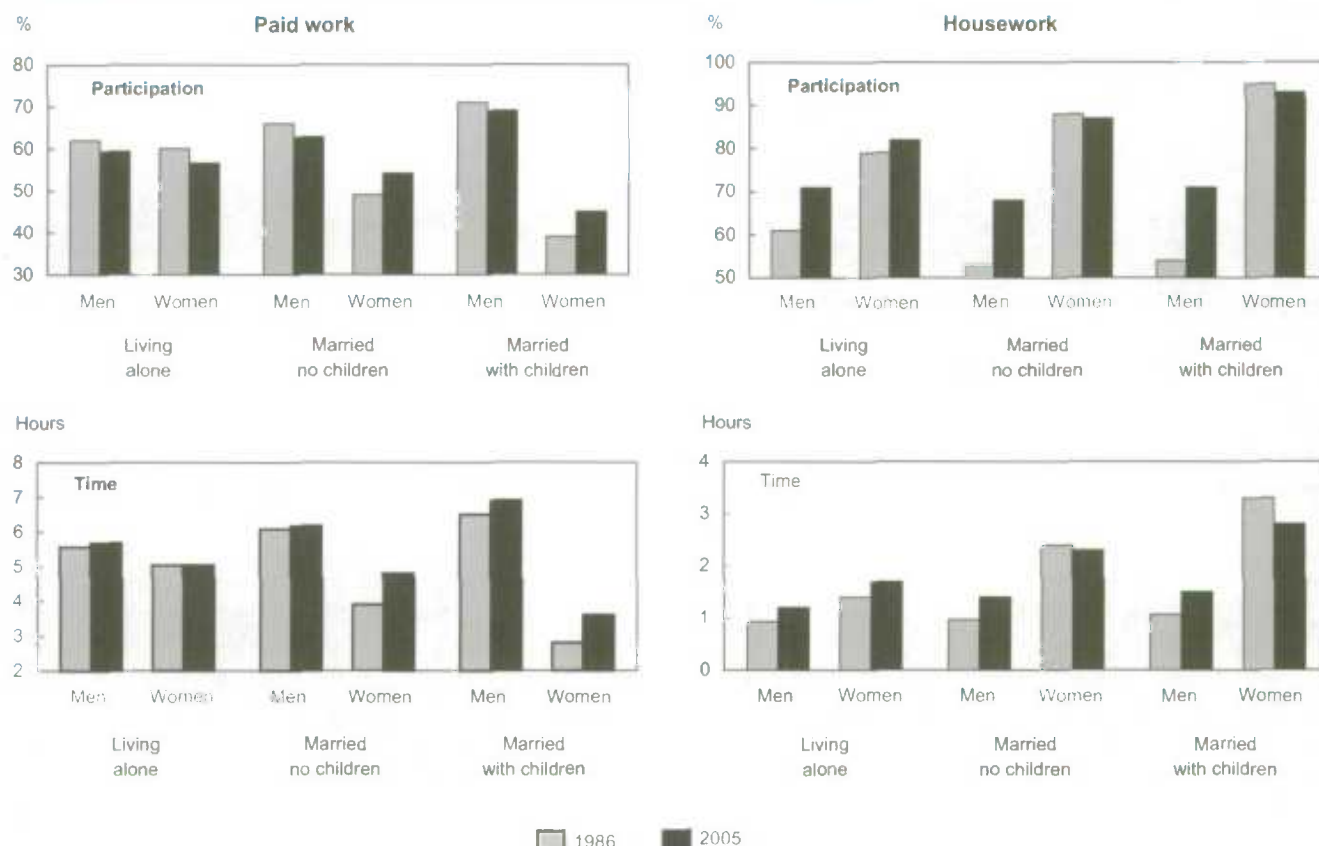 %
Paid work
80
70
60
50
40
30
Participation
Men Women Men Women Men Women
Living alone
Married no children
Married with children
%
Housework
100
90
80
70
60
50
Participation
Men Women Men Women Men Women
Living alone
Married no children
Married with children
Hours
8
7
6
5
4
3
2
Time
Men Women Men Women Men Women
Living alone
Married no children
Married with children
Hours
4
3
2
1
0
Time
Men Women Men Women Men Women
Living alone
Married no children
Married with children
1986 2005